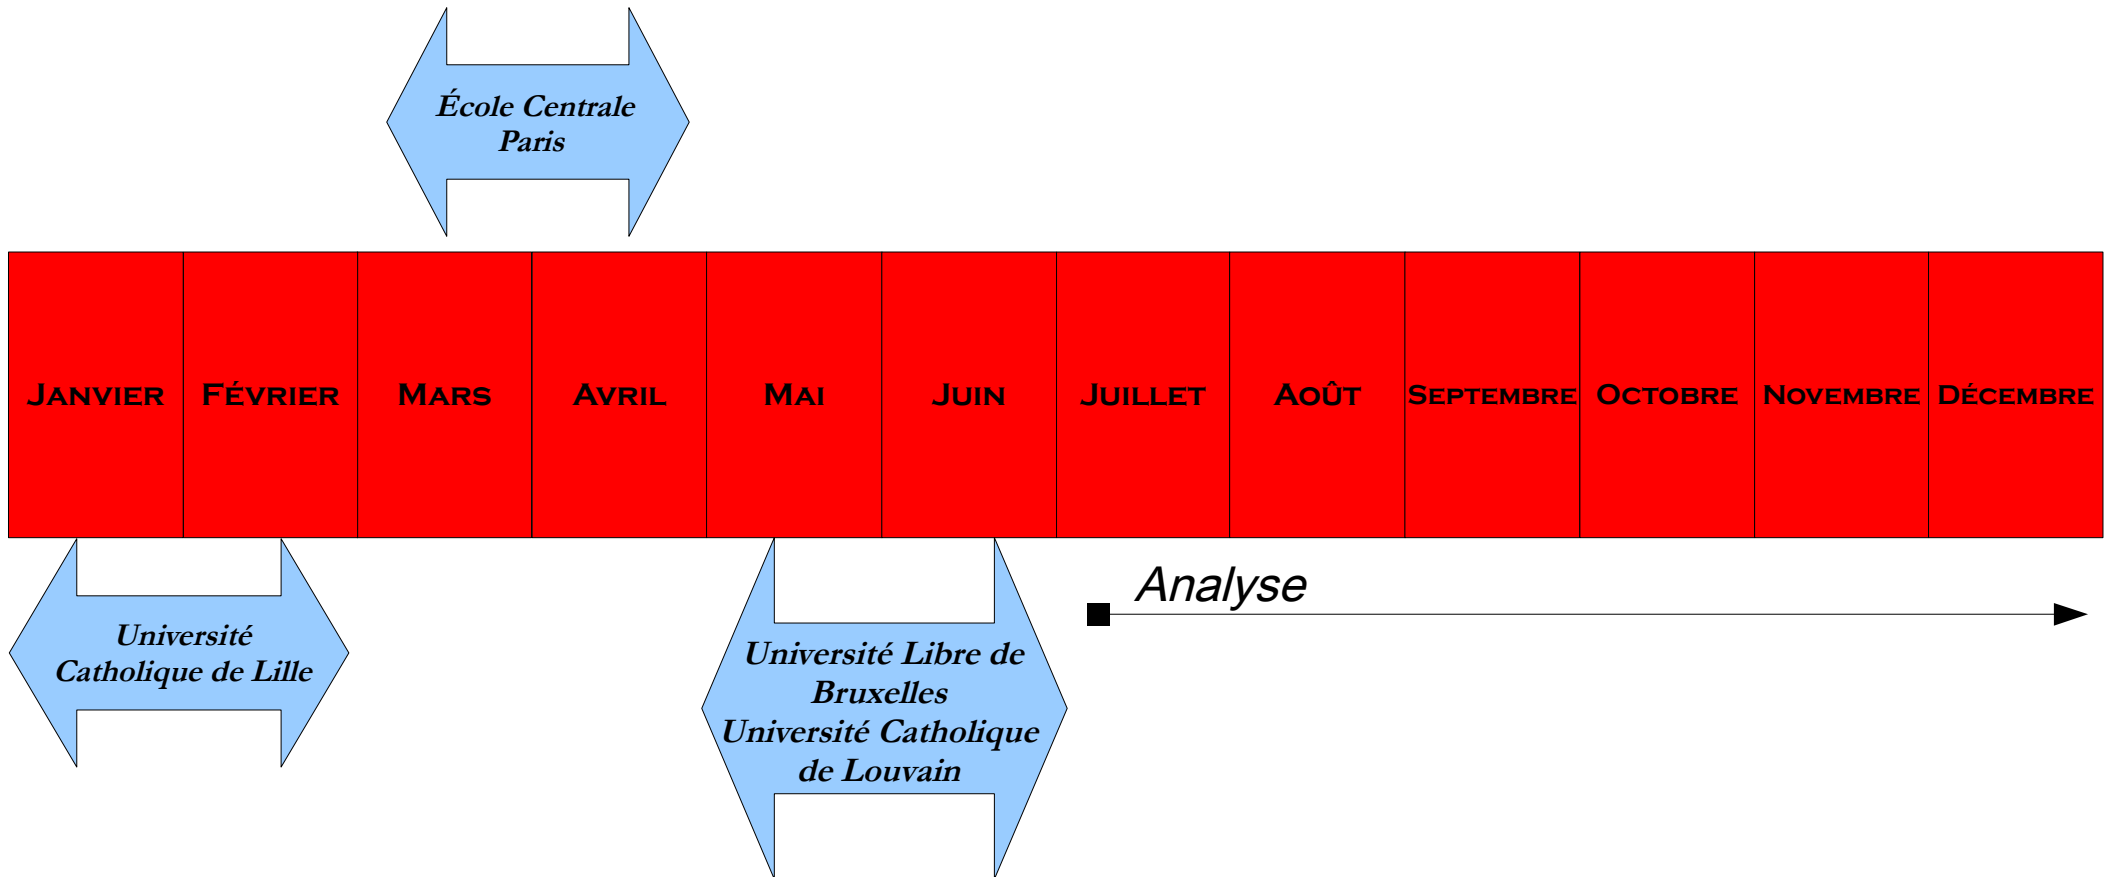 École Centrale
Paris
Janvier Février Mars Avril Mai Juin Juillet Août Septembre Octobre Novembre Décembre
Analyse
Université
Catholique de Lille
Université Libre de
Bruxelles
Université Catholique
de Louvain